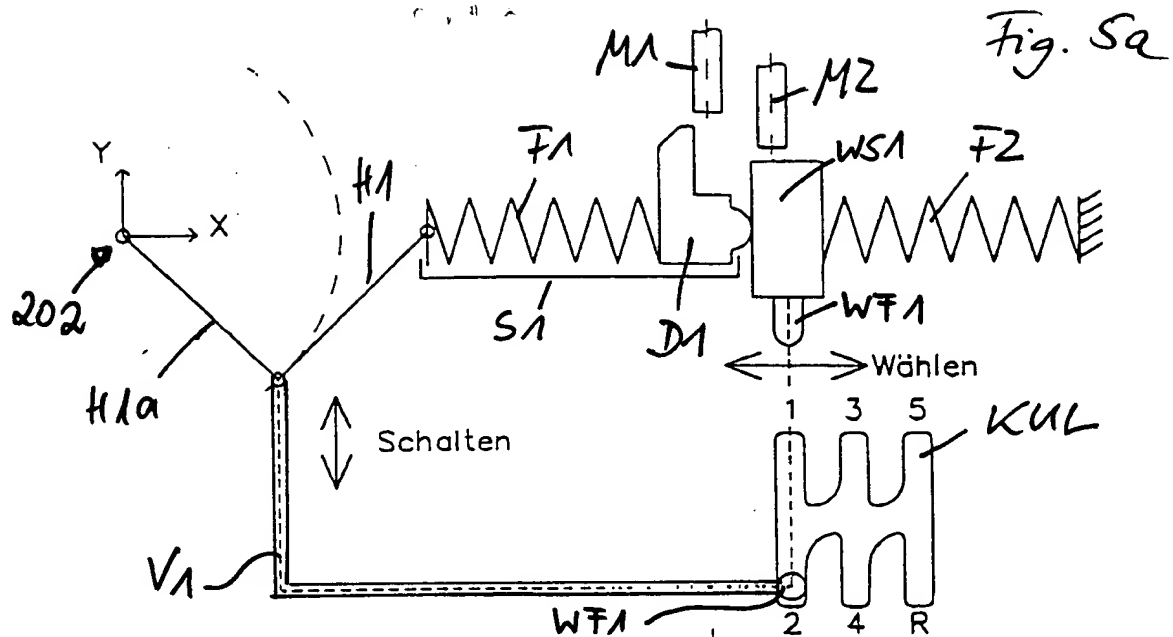 Fig. 5a
M1
M2
Y
X
H1
F1
WS1
F2
202
S1
D1
WF1
H1a
Wählen
1 3 5
KUL
Schalten
V1
WF1
2 4 R